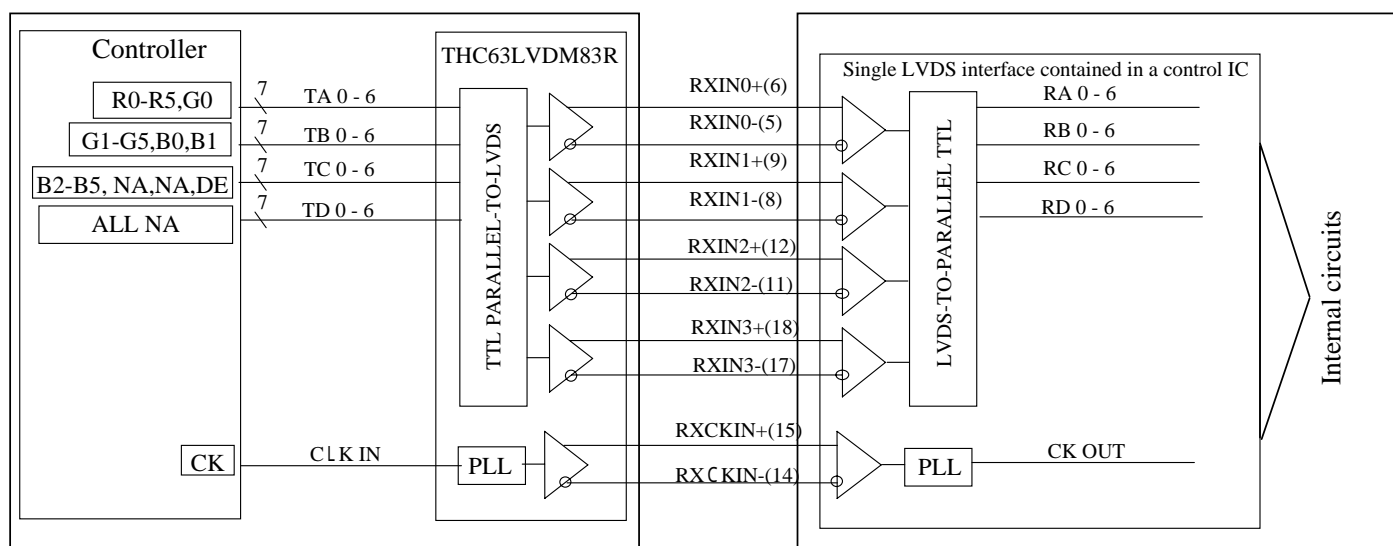 Controller
R0-R5,G0
G1-G5,B0,B1
B2-B5, NA,NA,DE
ALL NA
CK
7
TA 0 - 6
7
TB 0 - 6
7
TC 0 - 6
7
TD 0 - 6
CLK IN
THC63LVDM83R
TTL PARALLEL-TO-LVDS
PLL
RXIN0+(6)
RXIN0-(5)
RXIN1+(9)
RXIN1-(8)
RXIN2+(12)
RXIN2-(11)
RXIN3+(18)
RXIN3-(17)
RXCKIN+(15)
RXCKIN-(14)
Single LVDS interface contained in a control IC
LVDS-TO-PARALLEL TTL
PLL
RA 0 - 6
RB 0 - 6
RC 0 - 6
RD 0 - 6
CK OUT
Internal circuits